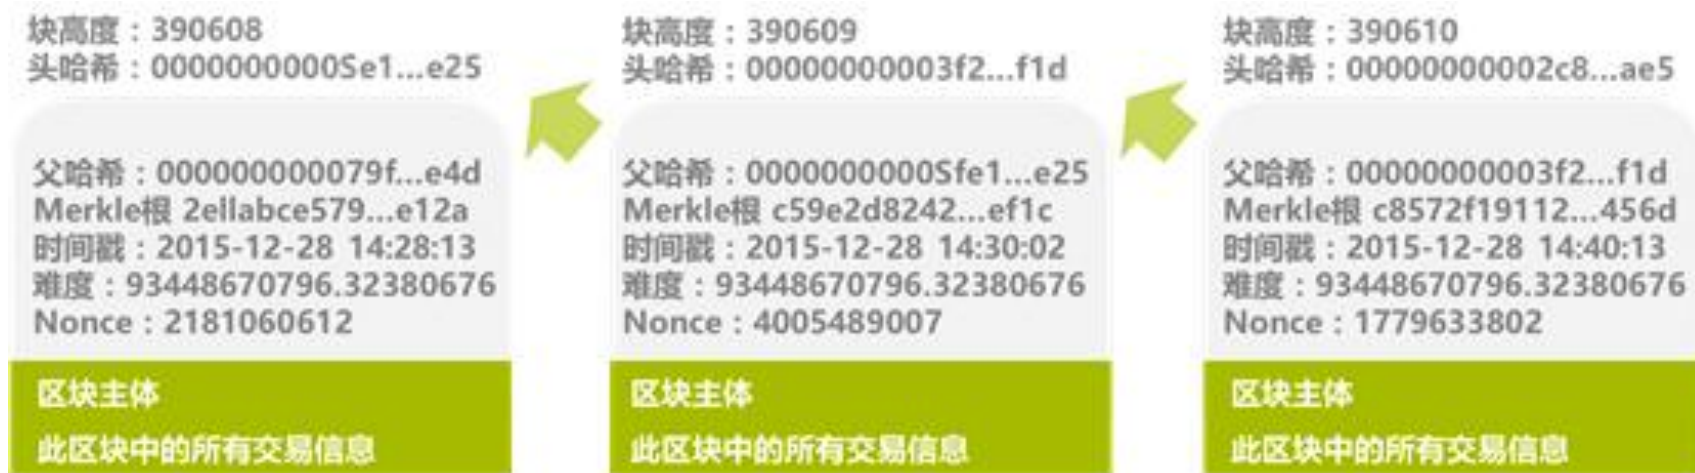 块高度：390608
头哈希：0000000000Se1...e25
父哈希：000000000079f...e4d
Merkle根 2eilabce579...e12a
时间戳：2015-12-28 14:28:13
难度：93448670796.32380676
Nonce：2181060612
区块主体
此区块中的所有交易信息
块高度：390609
头哈希：00000000003f2...f1d
父哈希：0000000000Sfe1...e25
Merkle根 c59e2d8242...ef1c
时间戳：2015-12-28 14:30:02
难度：93448670796.32380676
Nonce：4005489007
区块主体
此区块中的所有交易信息
块高度：390610
头哈希：00000000002c8...ae5
父哈希：00000000003f2...f1d
Merkle根 c8572f19112...456d
时间戳：2015-12-28 14:40:13
难度：93448670796.32380676
Nonce：1779633802
区块主体
此区块中的所有交易信息